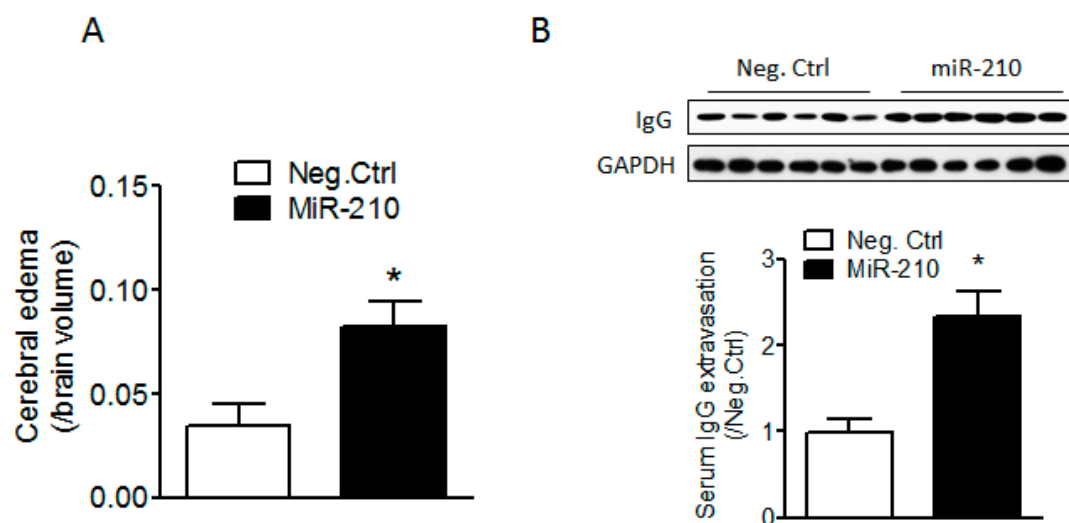 A
Neg.Ctrl
MiR-210
0.15
0.10
0.05
0.00
Cerebral edema
(/brain volume)
*
B
Neg. Ctrl
miR-210
IgG
GAPDH
Neg. Ctrl
MiR-210
3
2
1
0
Serum IgG extravasation
(/Neg.Ctrl)
*